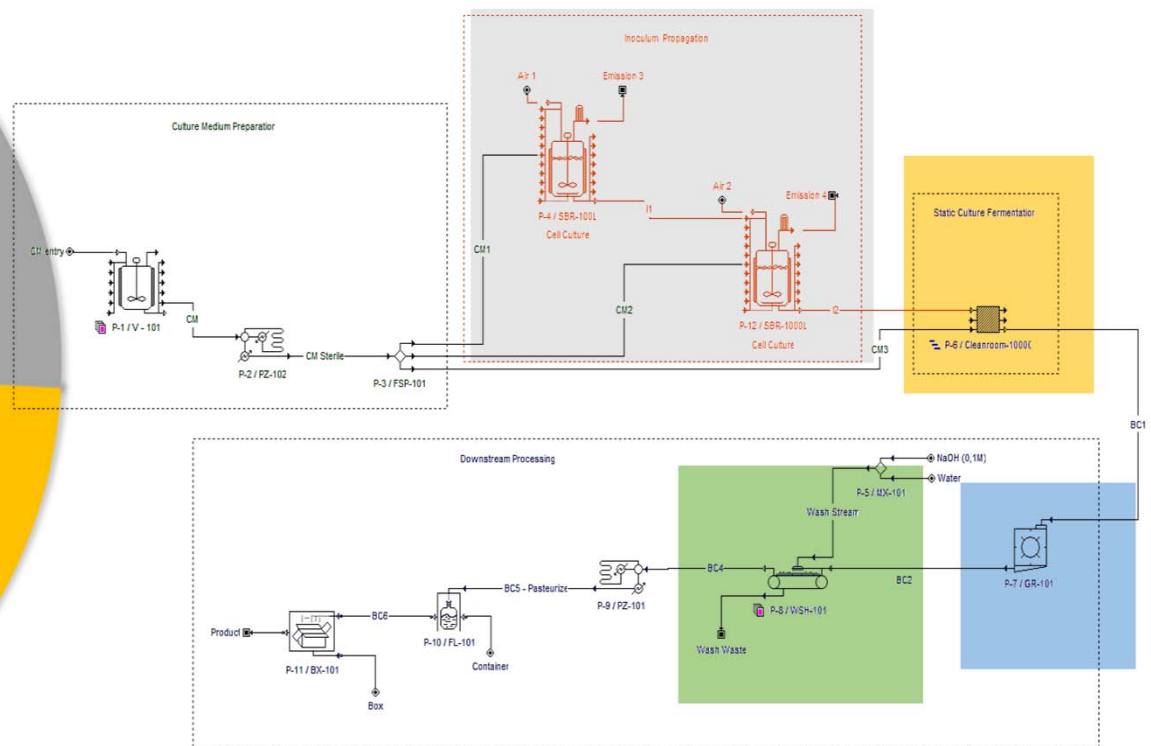 Inoculum Propagation
Air 1
Emission 3
Culture Medium Preparatior
P-4 / SBR-100L
Cell Culture
I1
Air 2
Emission 4
Static Culture Fermentatior
CM entry
CM1
P-1 / V - 101
CM
CM2
P-12 / SBR-1000L
Cell Culture
I2
P-2 / PZ-102
CM Sterile
P-3 / FSP-101
CM3
P-6 / Cleanroom-1000(
BC1
Downstream Processing
NaOH (0,1M)
Water
P-5 / MX-101
Wash Stream
P-7 / GR-101
BC2
P-8 / WSH-101
Wash Waste
BC4
P-9 / PZ-101
BC5 - Pasteurize
P-10 / FL-101
Container
BC6
Product
P-11 / BX-101
Box